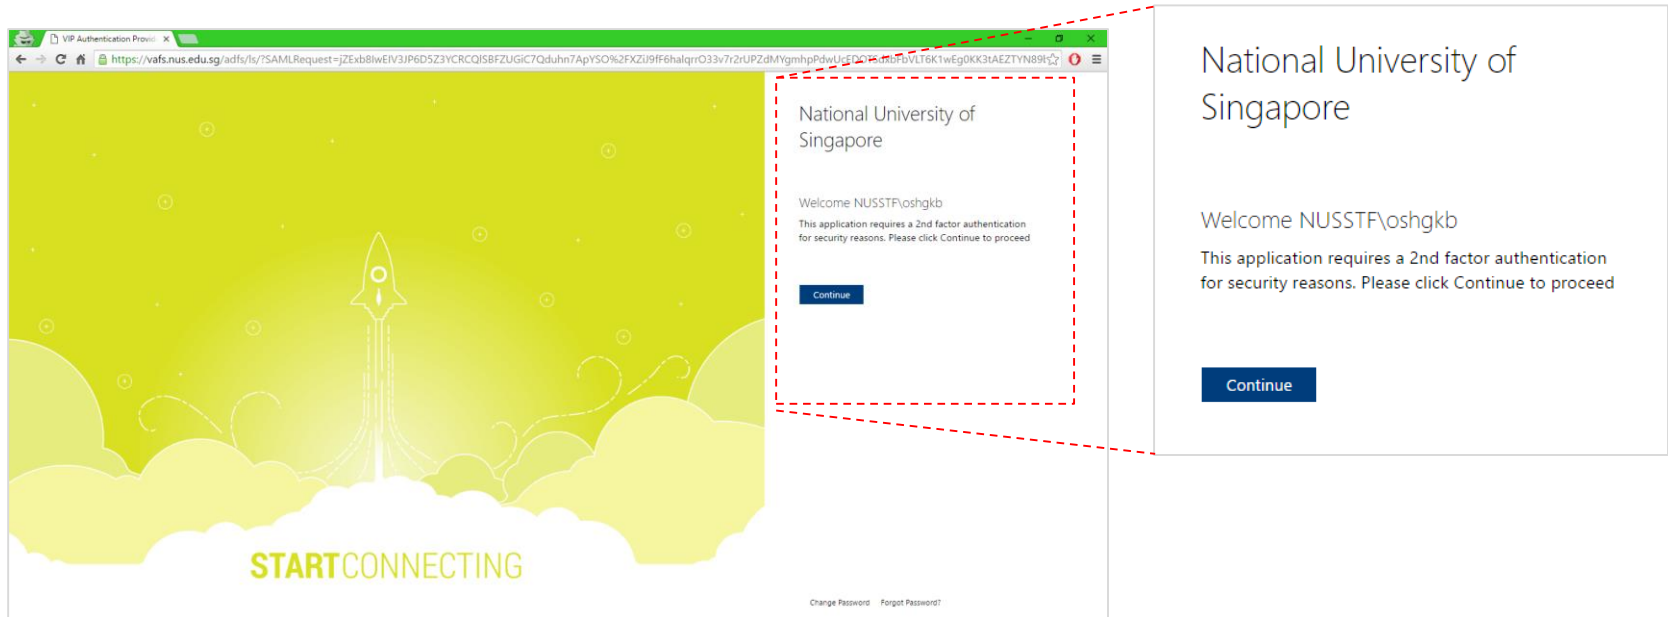 VIP Authentication Provi
https://vafs.nus.edu.sg/adfs/ls/?SAMLRequest=
National University of
Singapore
Welcome NUSSTF\oshgkb
This application requires a 2nd factor authentication
for security reasons. Please click Continue to proceed
Continue
STARTCONNECTING
Change Password Forgot Password?
National University of
Singapore
Welcome NUSSTF\oshgkb
This application requires a 2nd factor authentication
for security reasons. Please click Continue to proceed
Continue